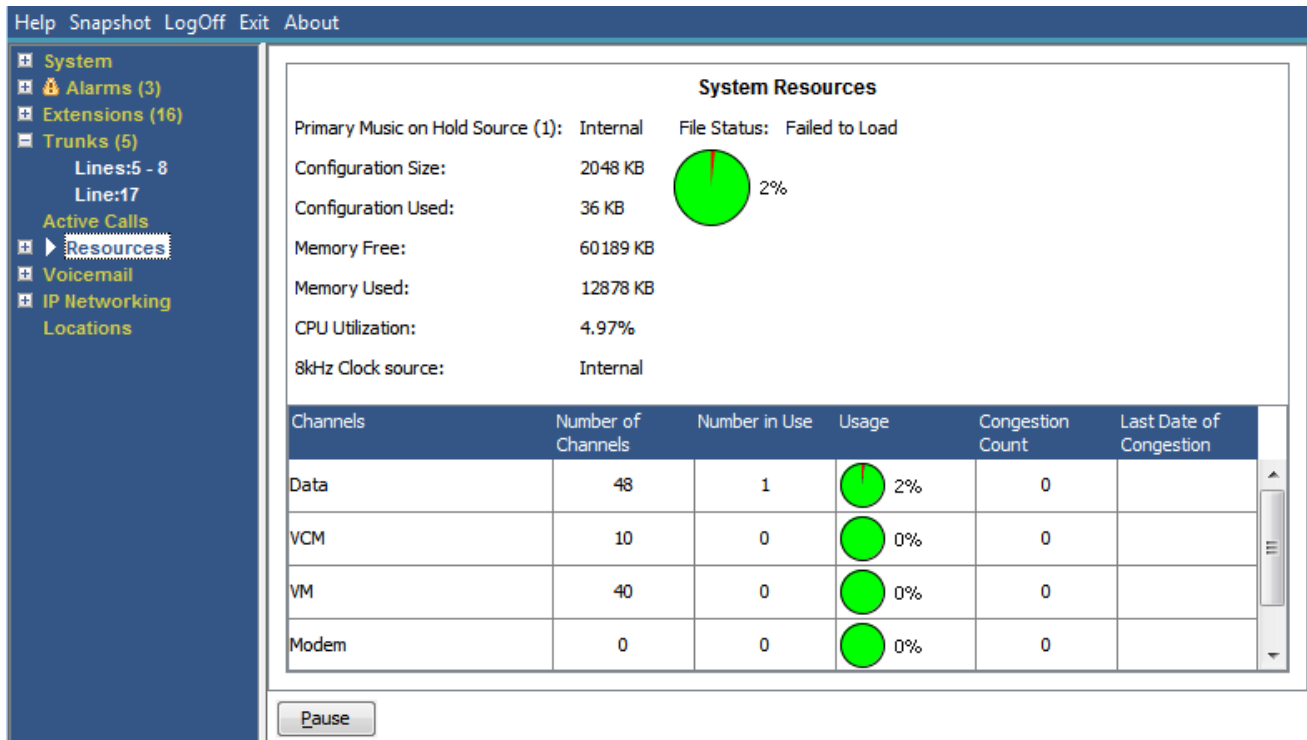 Help Snapshot LogOff Exit About
System
Alarms (3)
Extensions (16)
Trunks (5)
Lines:5 - 8
Line:17
Active Calls
Resources
Voicemail
IP Networking
Locations
System Resources
Primary Music on Hold Source (1): Internal File Status: Failed to Load
Configuration Size: 2048 KB
2%
Configuration Used: 36 KB
Memory Free: 60189 KB
Memory Used: 12878 KB
CPU Utilization: 4.97%
8kHz Clock source: Internal
Channels Number of Channels Number in Use Usage Congestion Count Last Date of Congestion
Data 48 1 2% 0
VCM 10 0 0% 0
VM 40 0 0% 0
Modem 0 0 0% 0
Pause